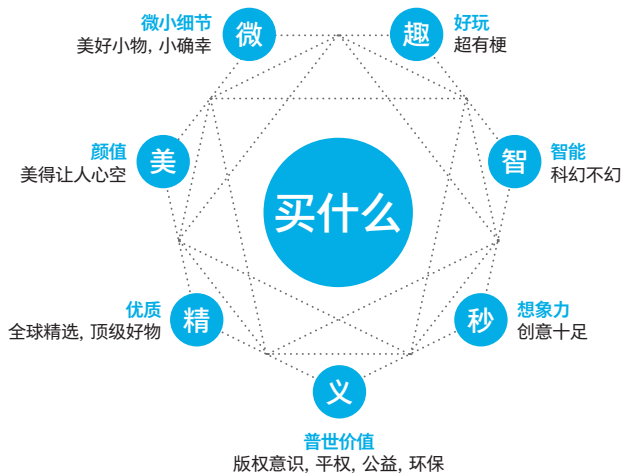 微小细节
美好小物, 小确幸
微
趣
好玩
超有梗
颜值
美得让人心空
美
智
智能
科幻不幻
买什么
优质
全球精选, 顶级好物
精
秒
想象力
创意十足
义
普世价值
版权意识, 平权, 公益, 环保